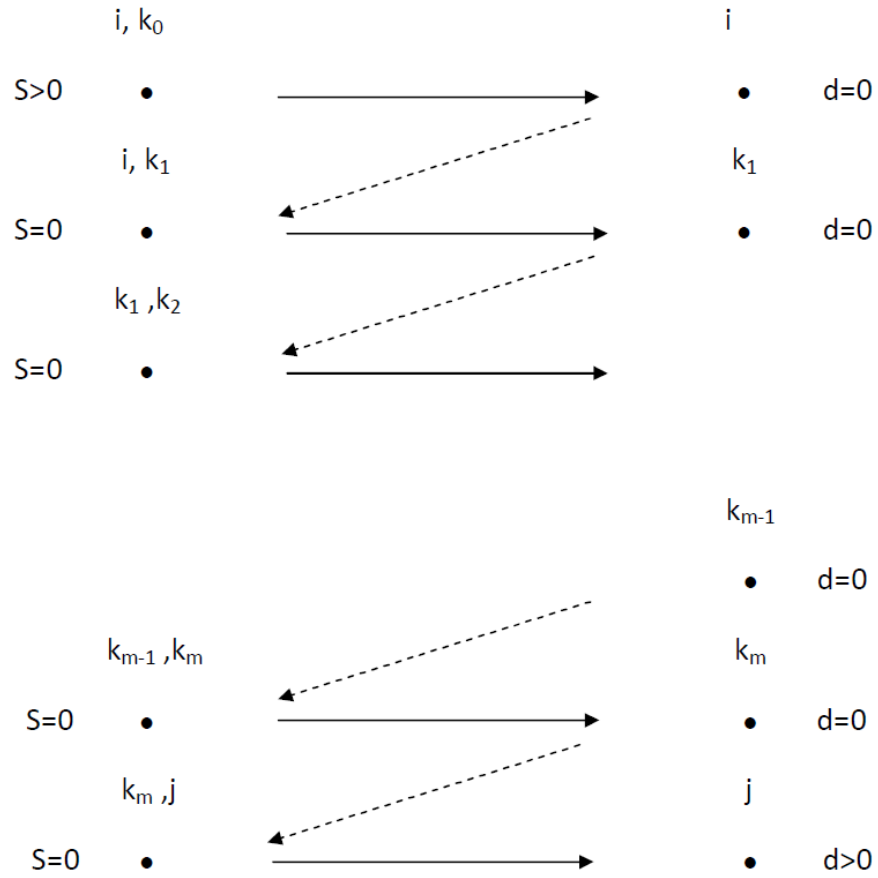 i, k₀ i
S>0 • • d=0
i, k₁ k₁
S=0 • • d=0
k₁ ,k₂
S=0 •
kₘ₋₁
• d=0
kₘ₋₁ ,kₘ kₘ
S=0 • • d=0
kₘ ,j j
S=0 • • d>0